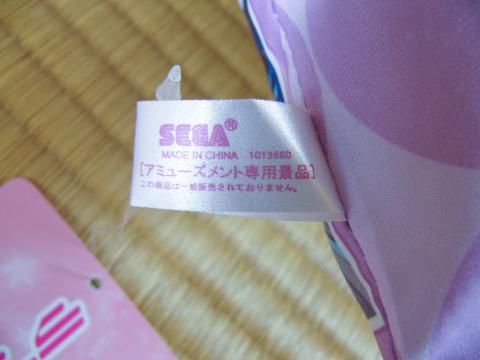 SEGA®
MADE IN CHINA 1013660
[アミューズメント専用景品]
この商品は一般販売されておりません。